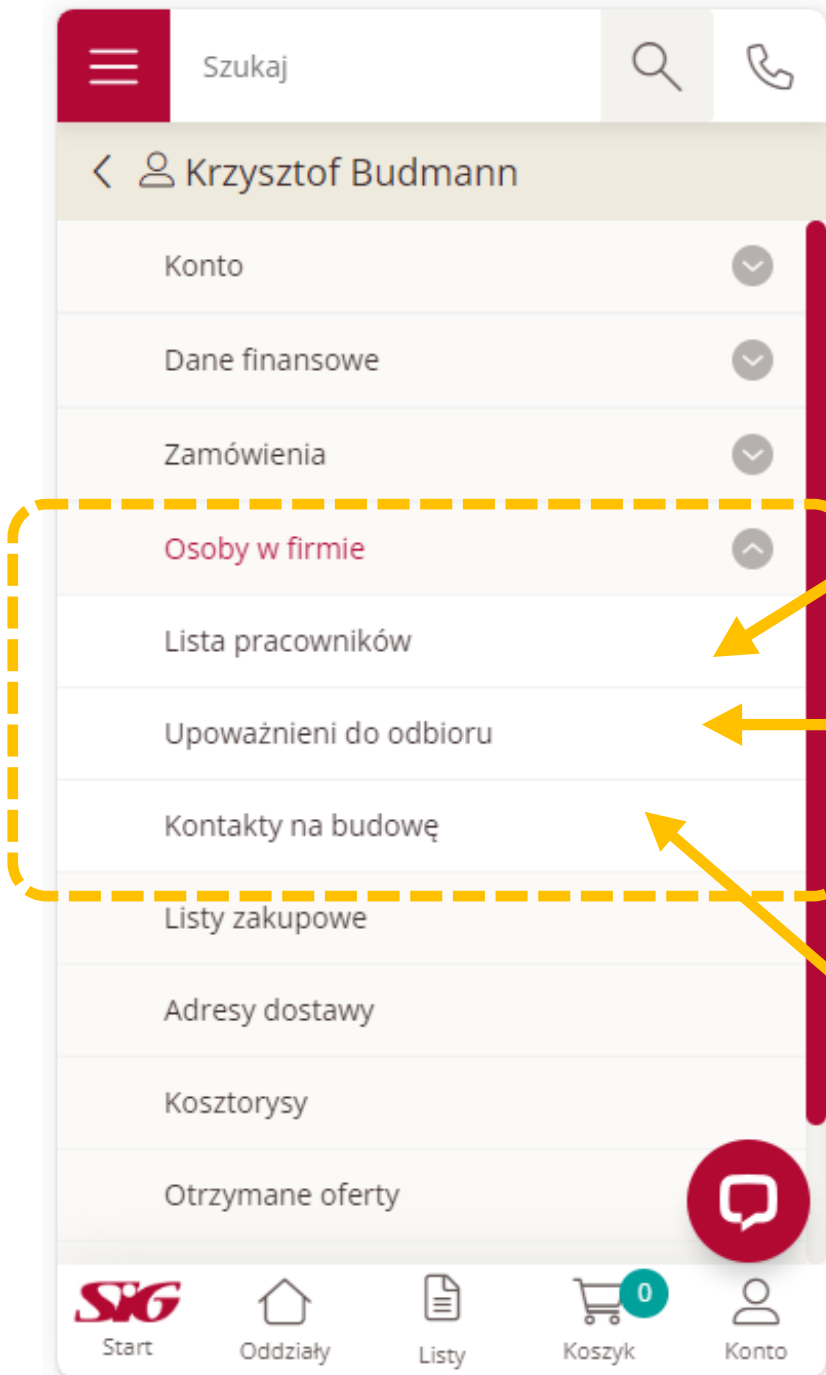 Szukaj
Krzysztof Budmann
Konto
Dane finansowe
Zamówienia
Osoby w firmie
Lista pracowników
Upoważnieni do odbioru
Kontakty na budowę
Listy zakupowe
Adresy dostawy
Kosztorysy
Otrzymane oferty
SiG
0
Start
Oddziały
Listy
Koszyk
Konto